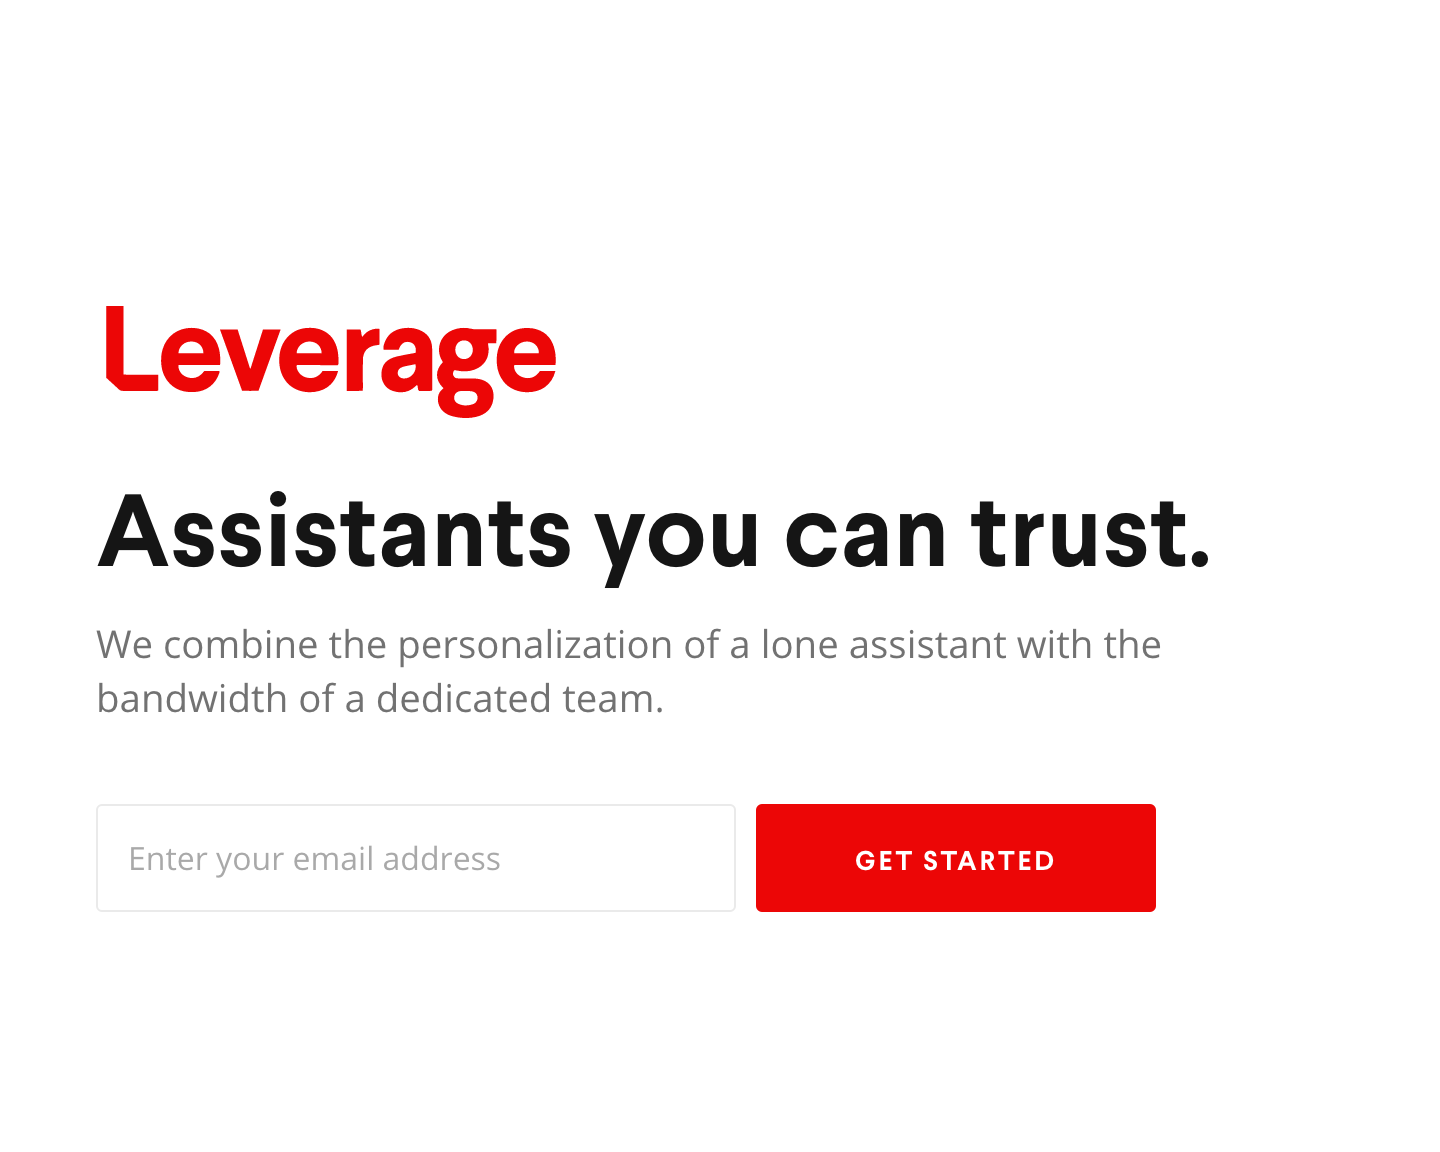 Leverage
Assistants you can trust.
We combine the personalization of a lone assistant with the
bandwidth of a dedicated team.
Enter your email address
GET STARTED